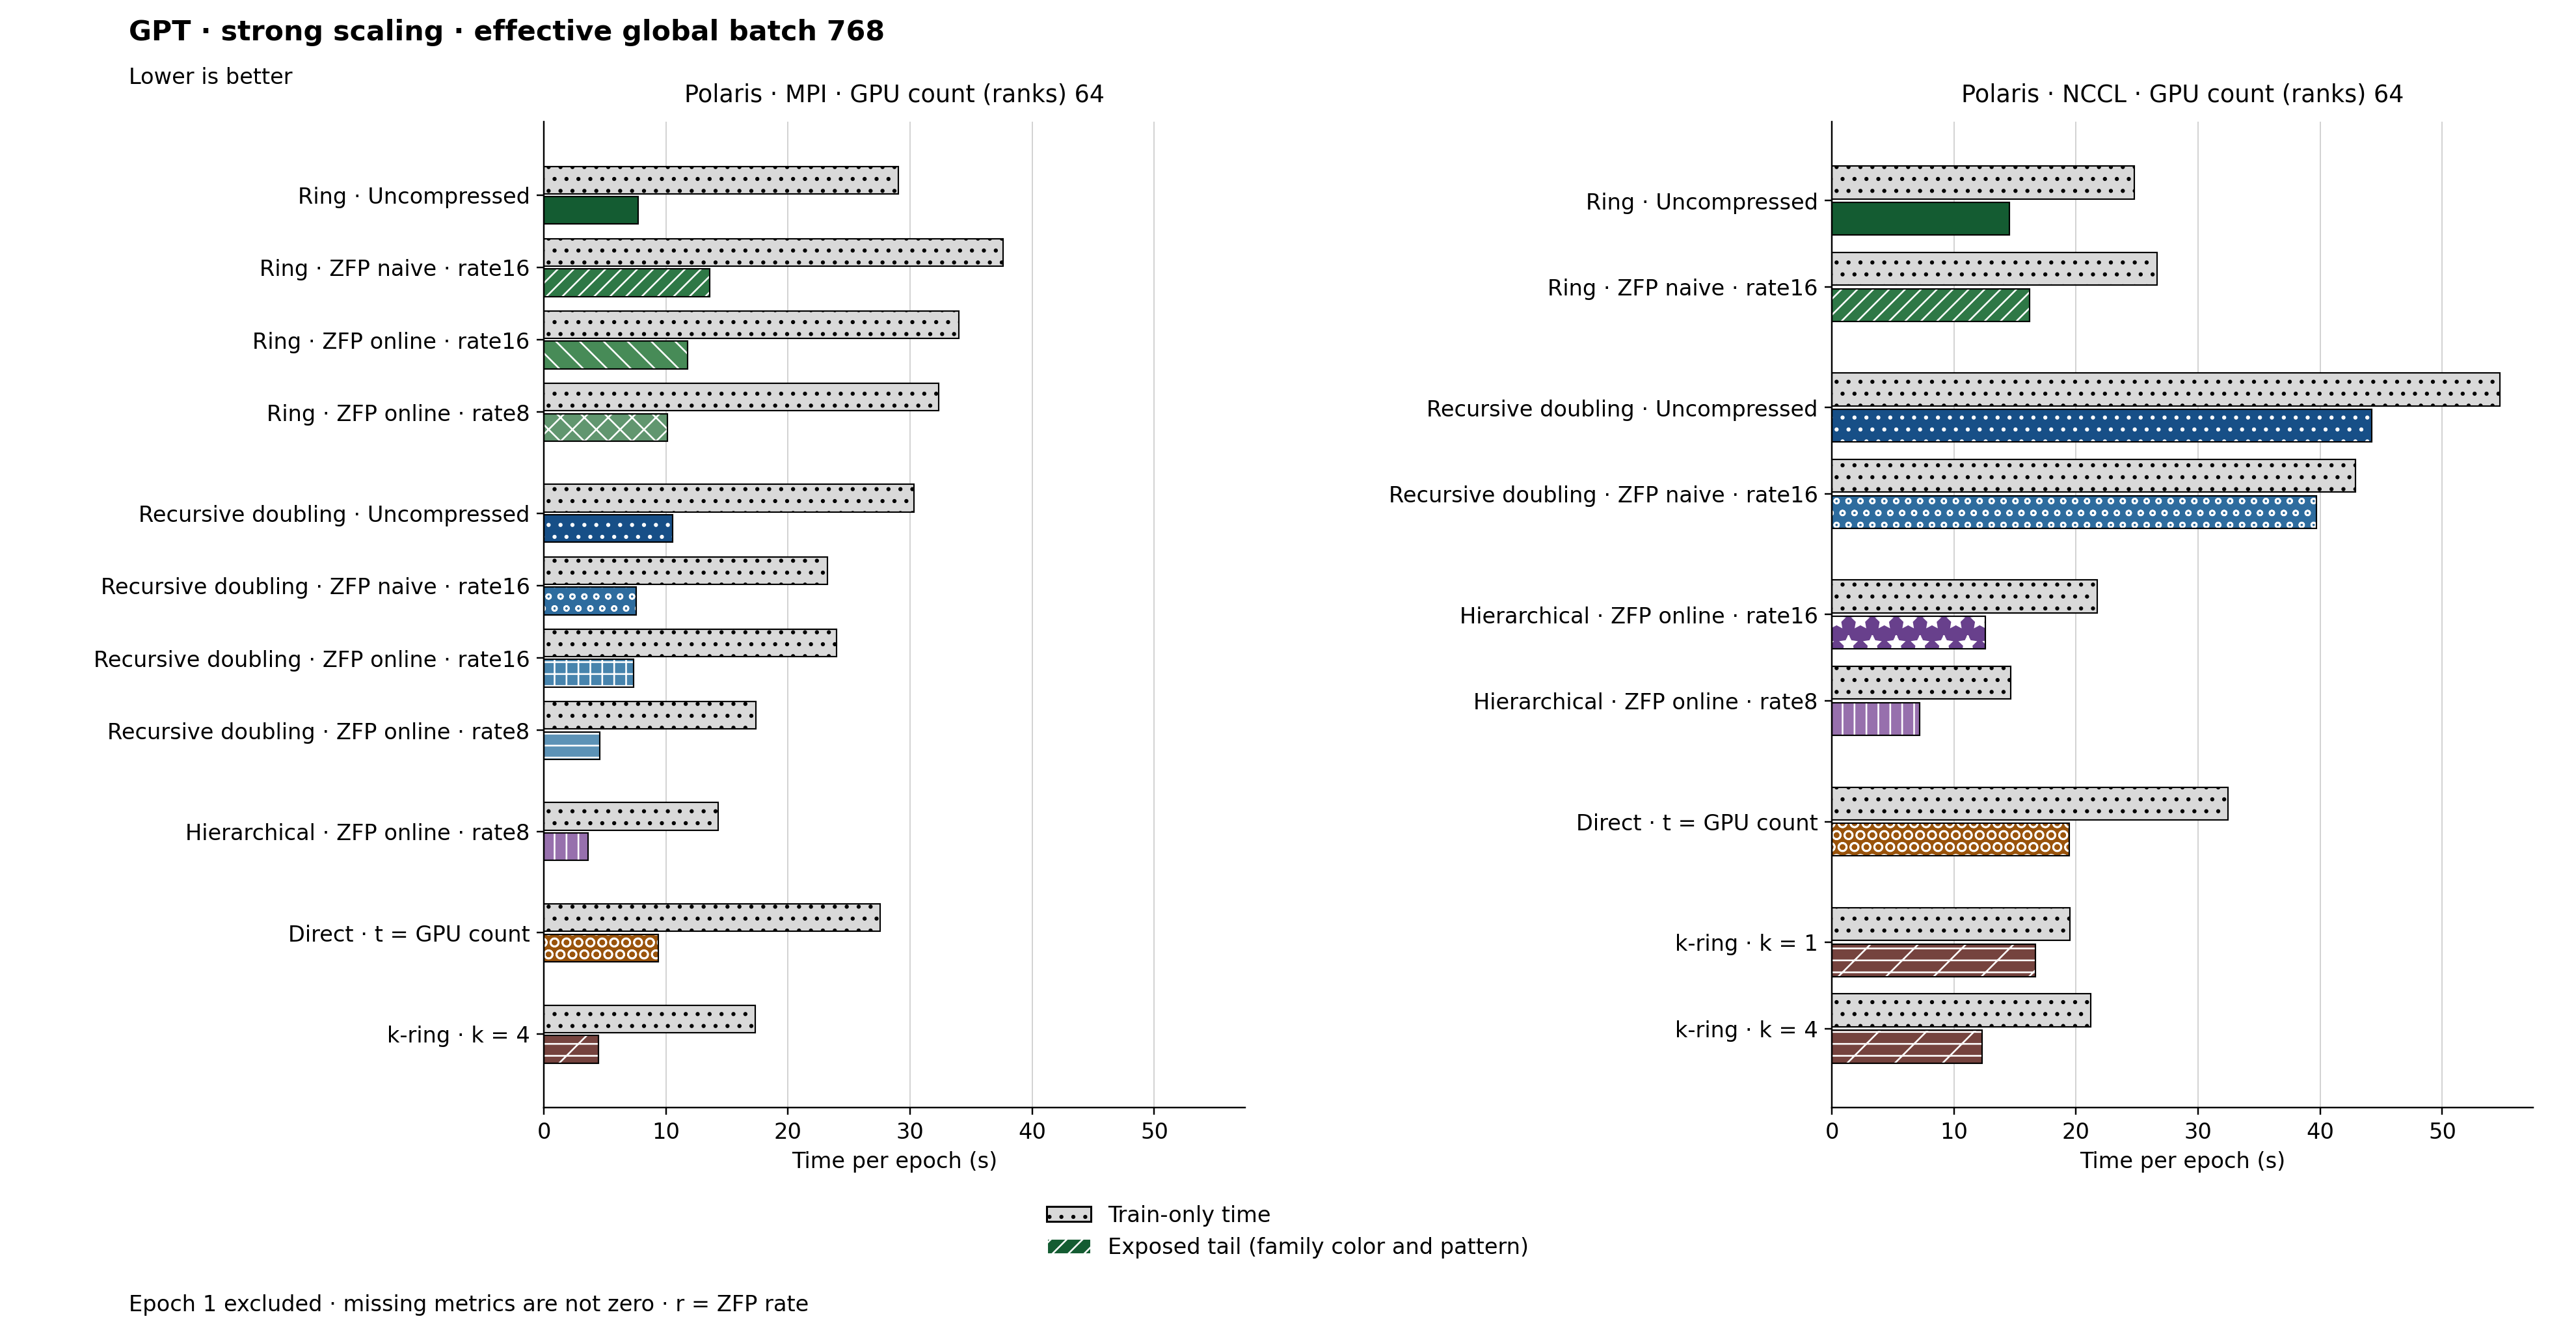 GPT · strong scaling · effective global batch 768
Lower is better
Polaris · MPI · GPU count (ranks) 64
Ring · Uncompressed
Ring · ZFP naive · rate16
Ring · ZFP online · rate16
Ring · ZFP online · rate8
Recursive doubling · Uncompressed
Recursive doubling · ZFP naive · rate16
Recursive doubling · ZFP online · rate16
Recursive doubling · ZFP online · rate8
Hierarchical · ZFP online · rate8
Direct · t = GPU count
k-ring · k = 4
0 10 20 30 40 50
Time per epoch (s)
Polaris · NCCL · GPU count (ranks) 64
Ring · Uncompressed
Ring · ZFP naive · rate16
Recursive doubling · Uncompressed
Recursive doubling · ZFP naive · rate16
Hierarchical · ZFP online · rate16
Hierarchical · ZFP online · rate8
Direct · t = GPU count
k-ring · k = 1
k-ring · k = 4
0 10 20 30 40 50
Time per epoch (s)
Train-only time
Exposed tail (family color and pattern)
Epoch 1 excluded · missing metrics are not zero · r = ZFP rate